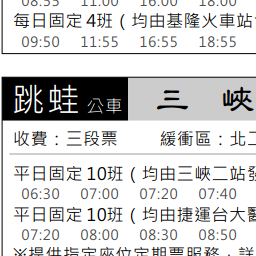 08:55 11:00 16:00 18:00
每日固定 4班（均由基隆火車站
09:50 11:55 16:55 18:55
跳蛙 公車 三 峽
收費：三段票 緩衝區：北二
平日固定 10班（均由三峽二站發
06:30 07:00 07:20 07:40
平日固定 10班（均由捷運台大醫
07:20 08:00 08:30 08:50
※提供指定座位定期票服務，詳